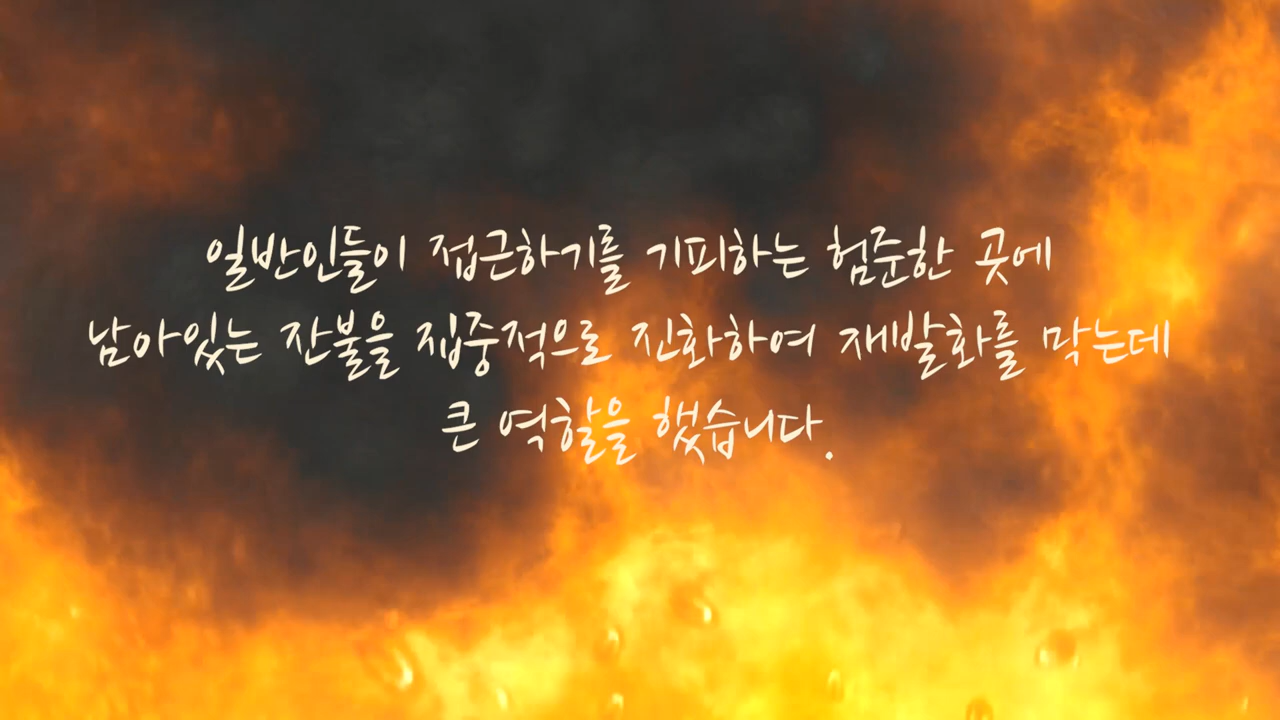 일반인들이 접근하기를 기피하는 험준한 곳에
남아있는 잔불을 집중적으로 진화하여 재발화를 막는데
큰 역할을 했습니다.